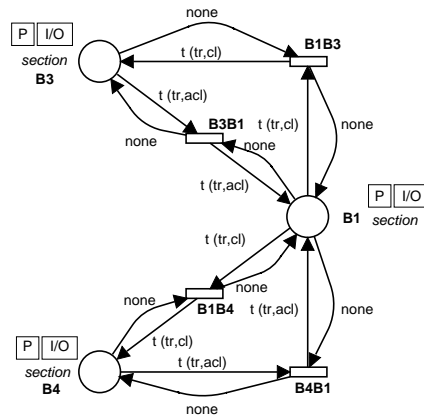 none
P I/O
B1B3
section
t (tr,cl)
B3
t (tr,acl)
t (tr,cl)
none
B3B1
none
none
t (tr,acl)
P I/O
B1 section
t (tr,cl)
none
none
none
B1B4
t (tr,acl)
P I/O
t (tr,cl)
section
t (tr,acl)
B4
B4B1
none